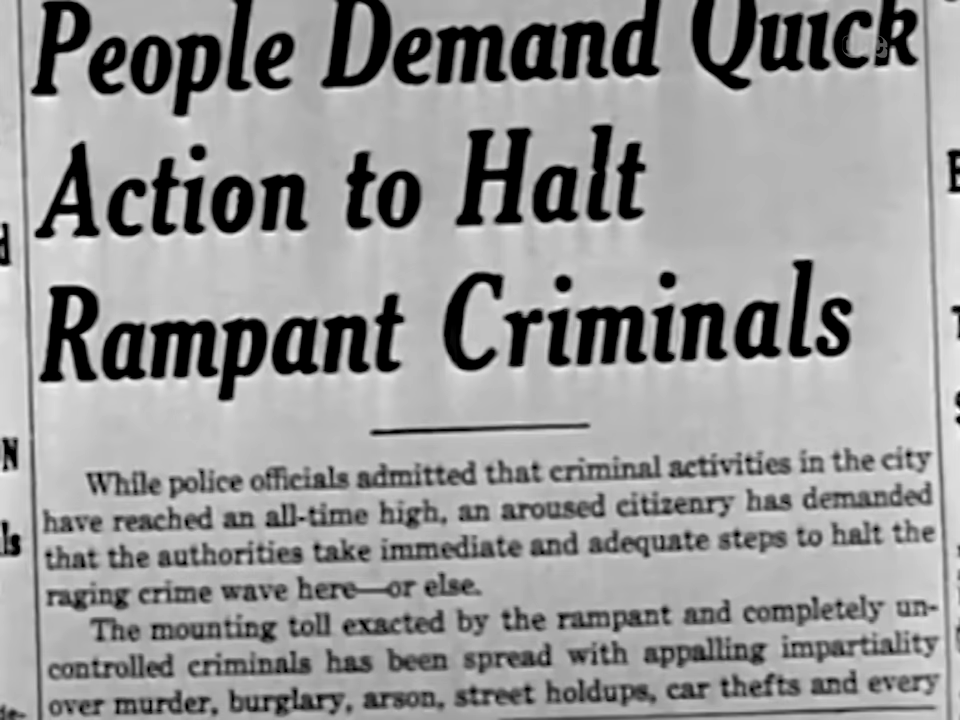 People Demand Quick
Action to Halt
Rampant Criminals
While police officials admitted that criminal activities in the city
have reached an all-time high, an aroused citizenry has demanded
that the authorities take immediate and adequate steps to halt the
raging crime wave here—or else.
The mounting toll exacted by the rampant and completely un-
controlled criminals has been spread with appalling impartiality
over murder, burglary, arson, street holdups, car thefts and every